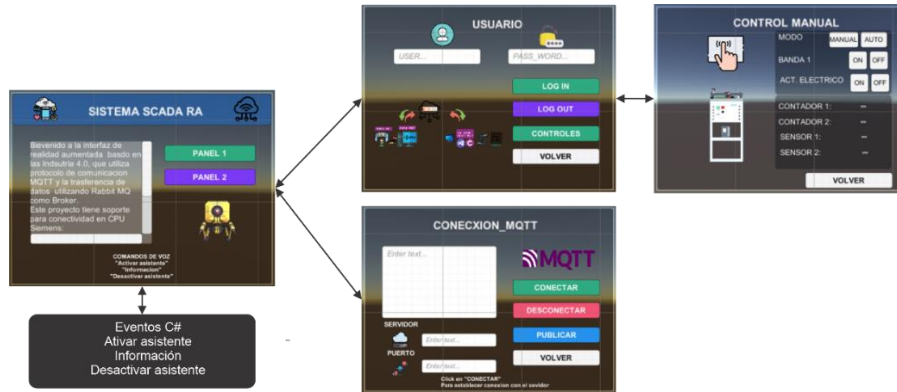 SISTEMA SCADA RA
Bievenido a la interfaz de
realidad aumentada basdo en
las Indsutria 4.0, que utiliza
protocolo de comunicacion
MQTT y la trasferencia de
datos utilizando Rabbit MQ
como Broker.
Este proyecto tiene soporte
para conectividad en CPU
Siemens:
PANEL 1
PANEL 2
COMANDOS DE VOZ
"Activar asistente"
"Informacion"
"Desactivar asistente"
Eventos C#
Ativar asistente
Información
Desactivar asistente
USUARIO
USER...
PASS_WORD...
LOG IN
LOG OUT
CONTROLES
VOLVER
CONECXION_MQTT
Enter text...
MQTT
CONECTAR
DESCONECTAR
PUBLICAR
VOLVER
SERVIDOR
Enter text...
PUERTO
Enter text...
Click en "CONECTAR"
Para establecer conexion con el sevidor
CONTROL MANUAL
MODO
MANUAL
AUTO
BANDA 1
ON
OFF
ACT. ELECTRICO
ON
OFF
CONTADOR 1: --
CONTADOR 2: --
SENSOR 1: --
SENSOR 2: --
VOLVER